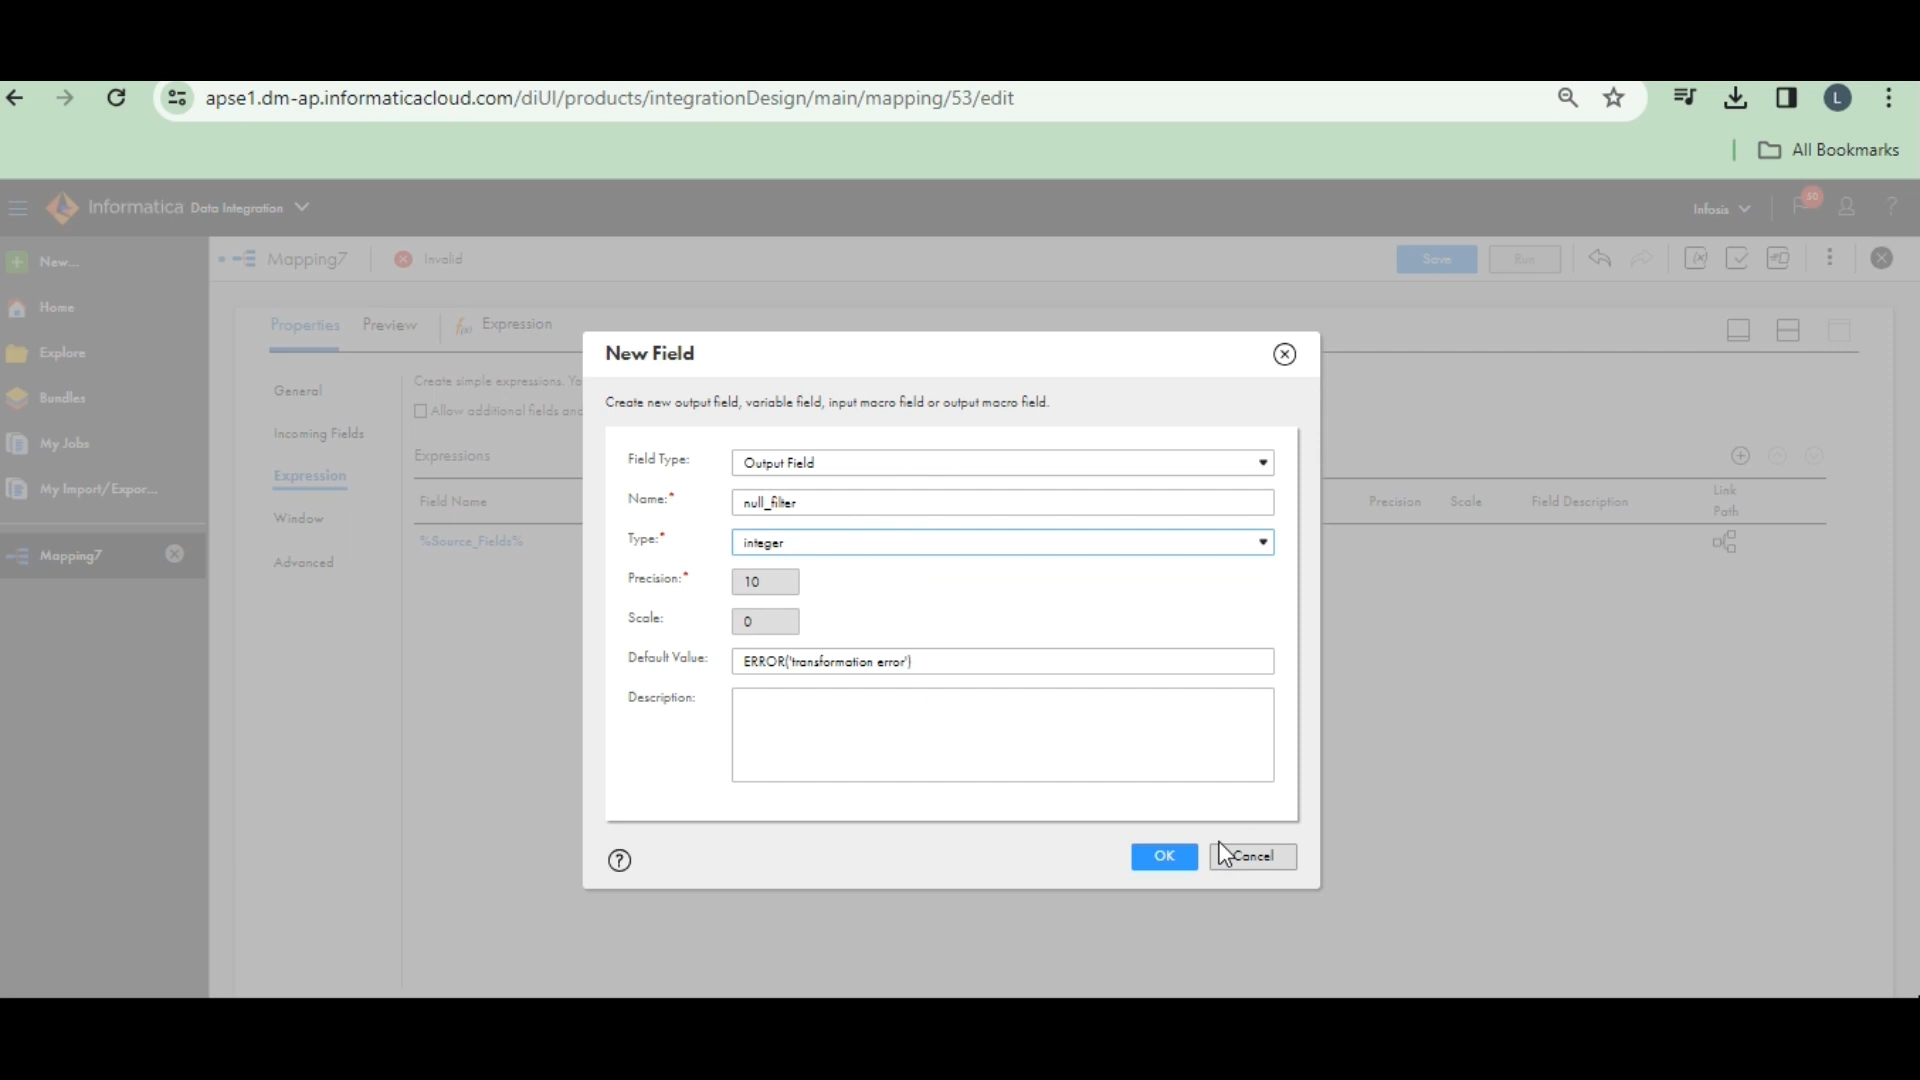 apse1.dm-ap.informaticacloud.com/diUI/products/integrationDesign/main/mapping/53/edit
L
All Bookmarks
Informatica Data Integration
Infosis
50
?
New...
Mapping7
Invalid
Save
Run
Home
Properties
Preview
Expression
Explore
New Field
Bundles
General
Create simple expressions. Yo
Create new output field, variable field, input macro field or output macro field.
Allow additional fields and
My Jobs
Incoming Fields
Expressions
Field Type:
Output Field
Expression
My Import/Expor...
Field Name
Name:*
null_filter
Precision
Scale
Field Description
Link
Path
Window
%Source_Fields%
Type:*
integer
Mapping7
Advanced
Precision:*
10
Scale:
0
Default Value:
ERROR('transformation error')
Description:
?
OK
Cancel